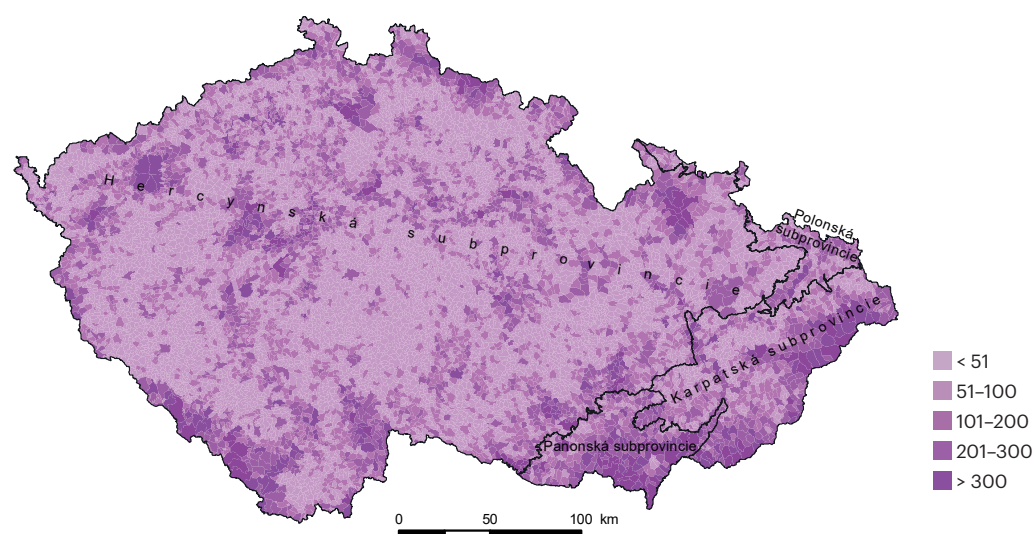 Hercynská subprovincie
Polonská
subprovincie
Karpatská subprovincie
Panonská subprovincie
< 51
51–100
101–200
201–300
> 300
0 50 100 km